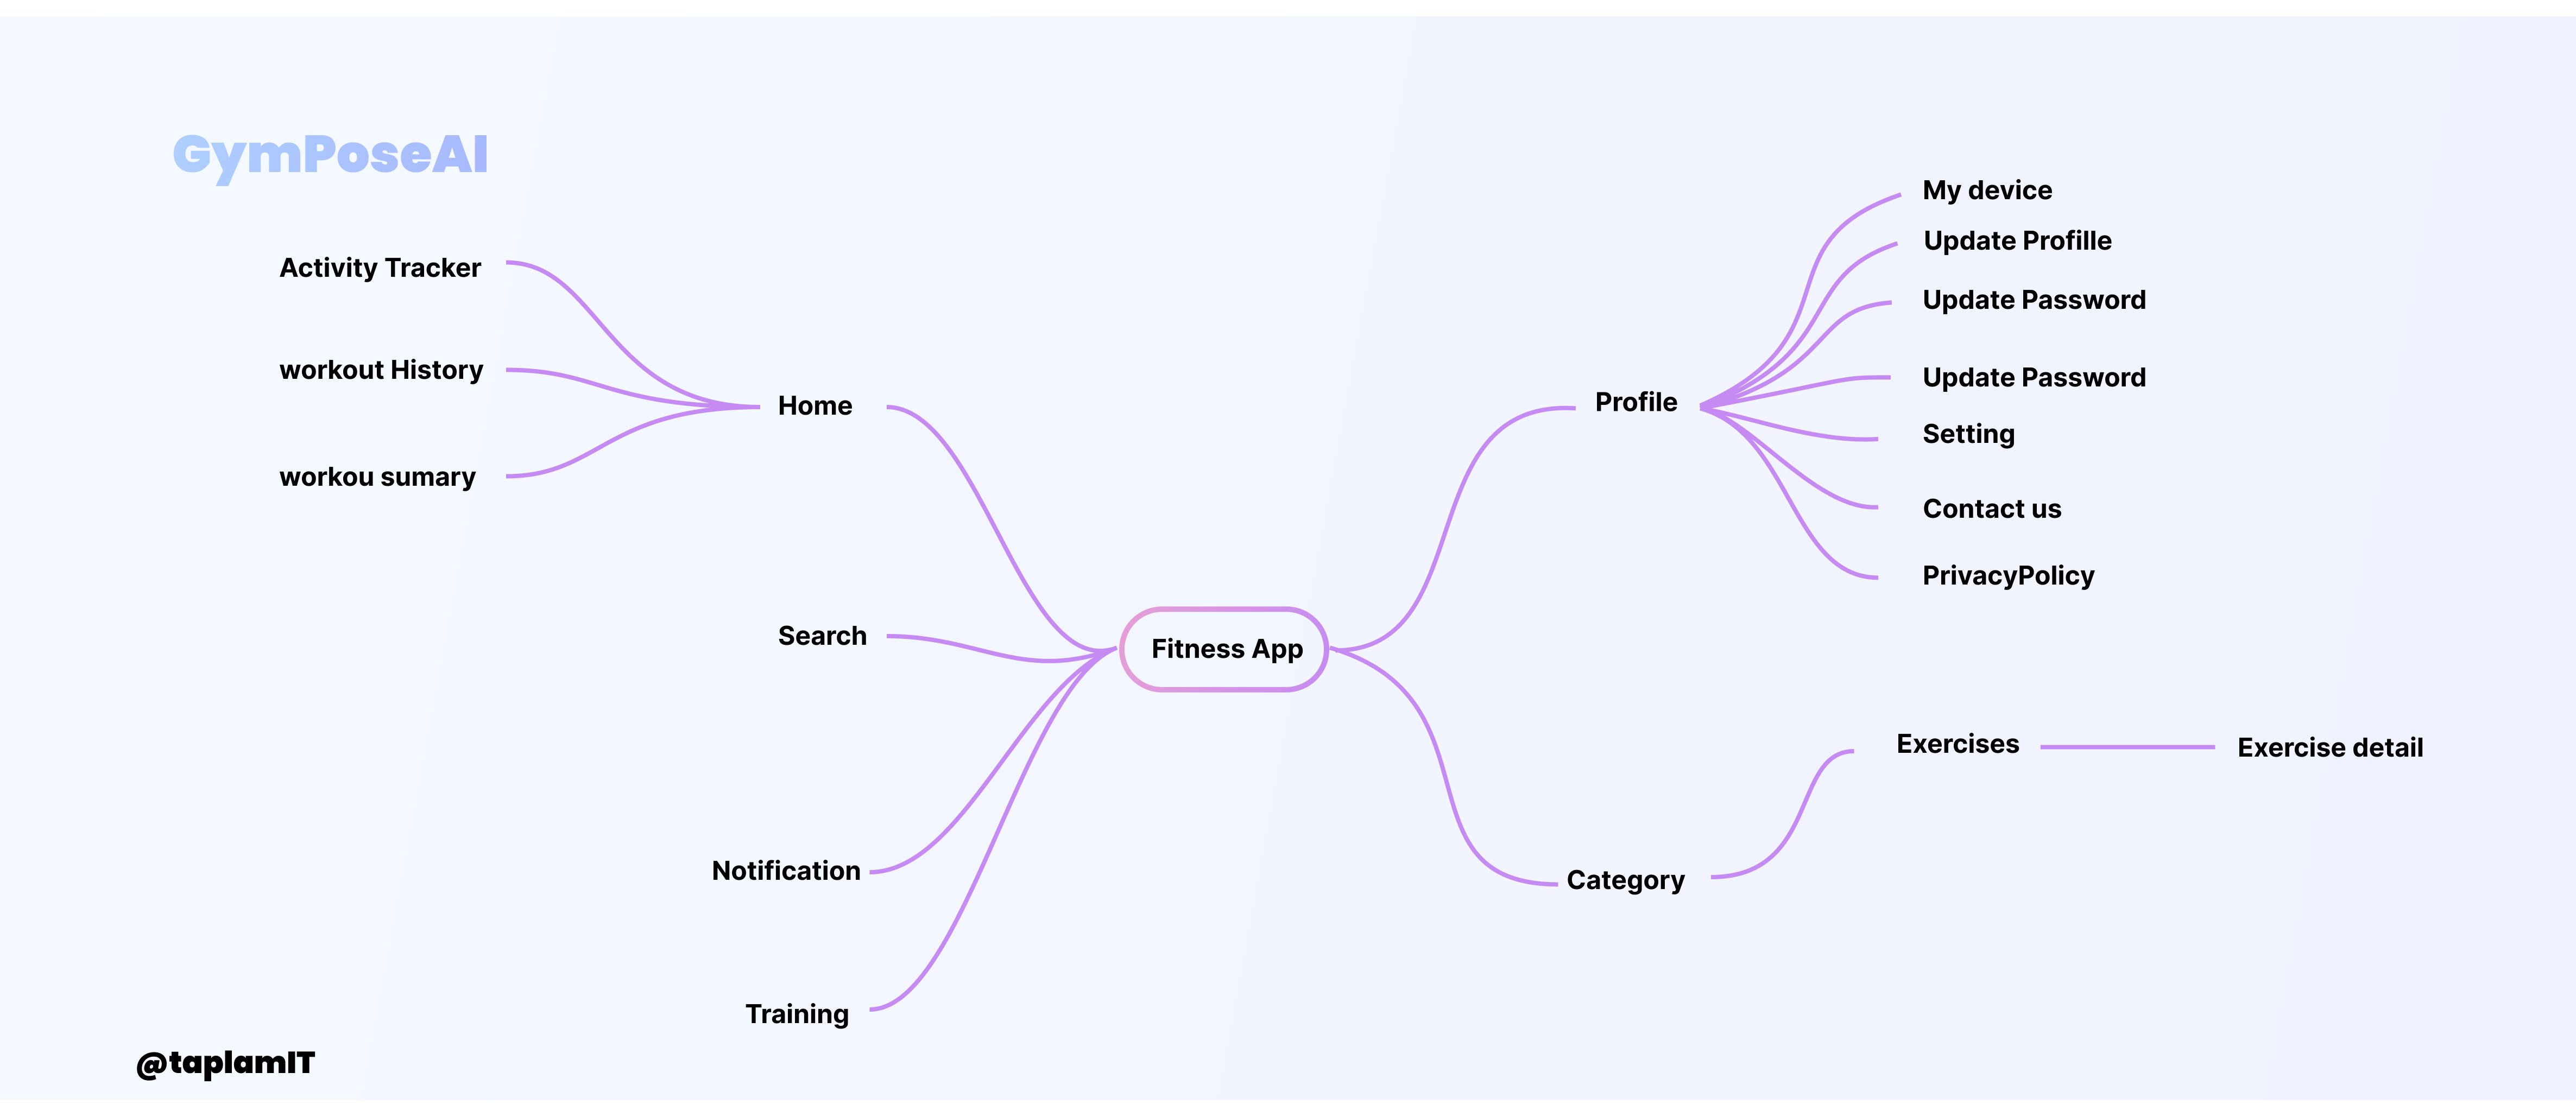 GymPoseAI
Activity Tracker
workout History
workou sumary
Home
Search
Notification
Training
Fitness App
Profile
My device
Update Profille
Update Password
Update Password
Setting
Contact us
PrivacyPolicy
Category
Exercises
Exercise detail
@taplamIT